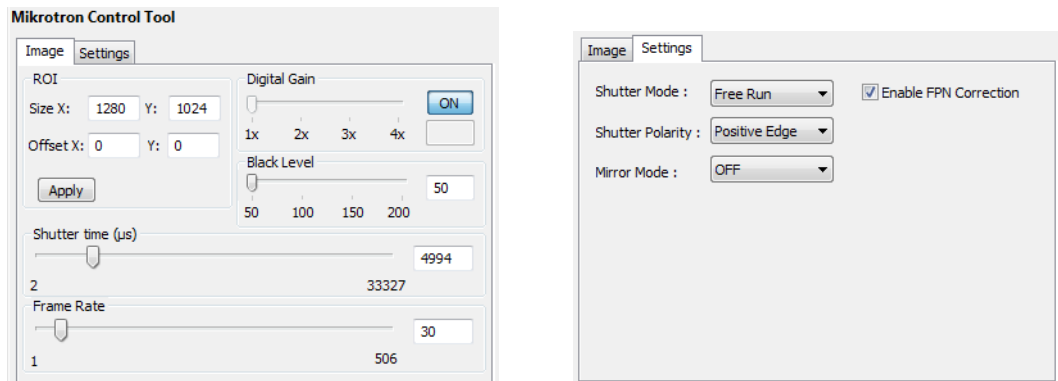 Mikrotron Control Tool
Image Settings
ROI
Size X: 1280 Y: 1024
Offset X: 0 Y: 0
Apply
Digital Gain
ON
1x 2x 3x 4x
Black Level
50
50 100 150 200
Shutter time (µs)
4994
2 33327
Frame Rate
30
1 506
Image Settings
Shutter Mode : Free Run Enable FPN Correction
Shutter Polarity : Positive Edge
Mirror Mode : OFF